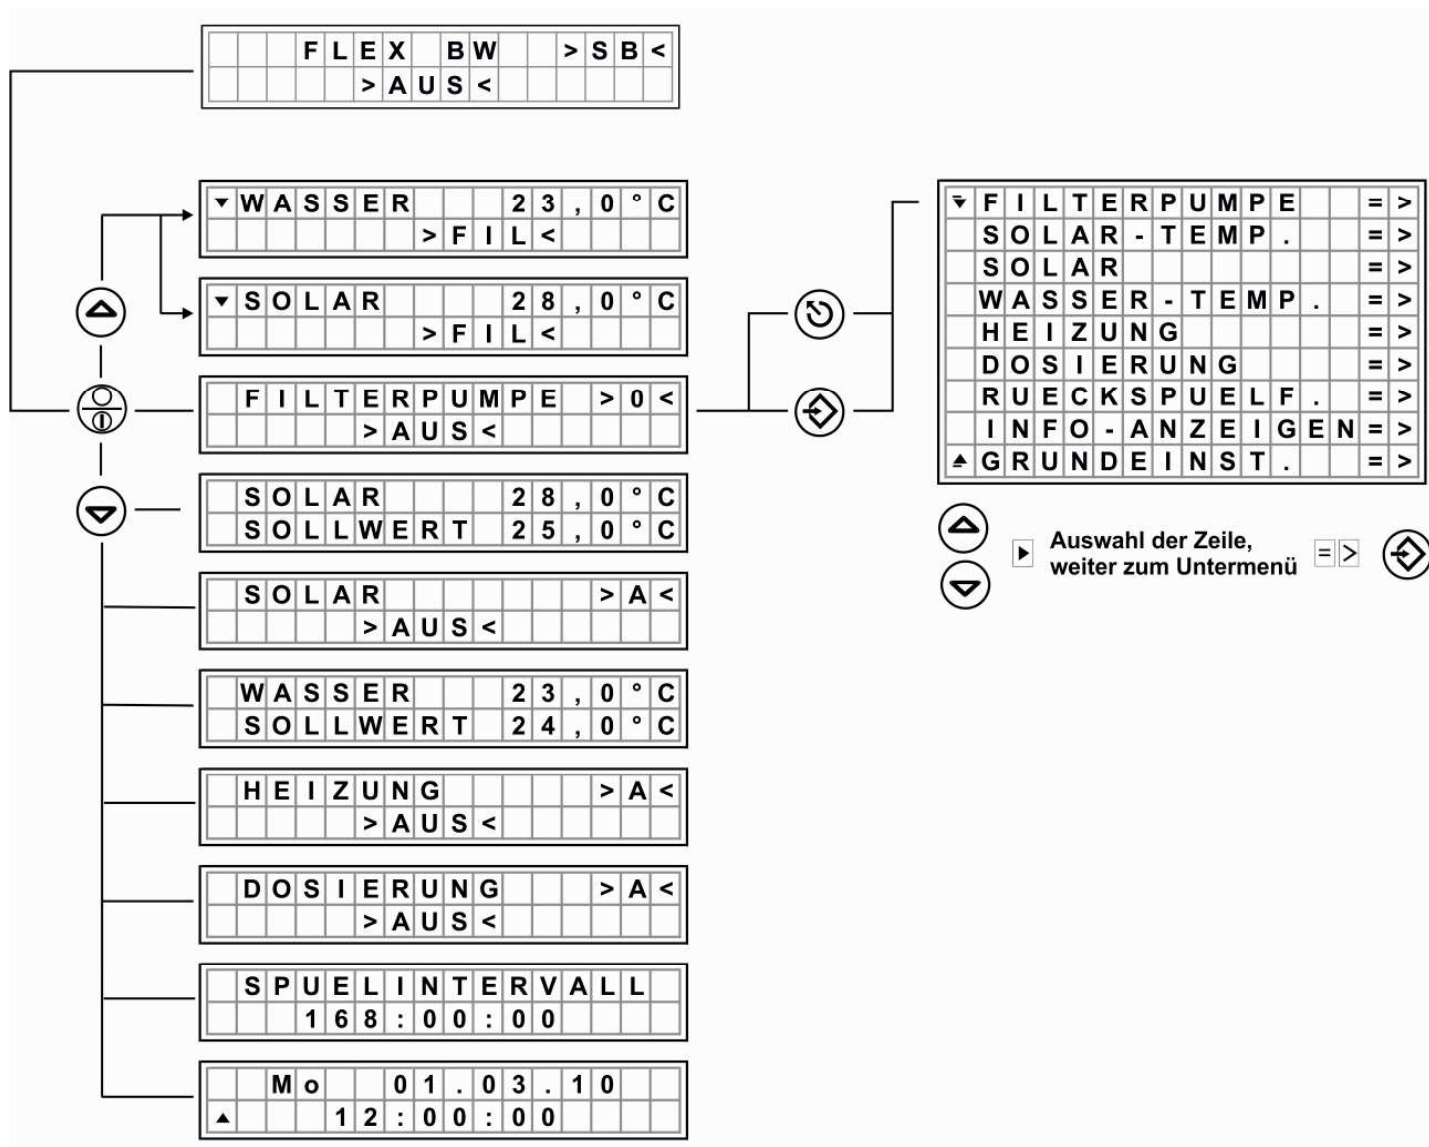 FLEX BW >SB<
>AUS<
▼WASSER 23,0°C
>FIL<
▼SOLAR 28,0°C
>FIL<
FILTERPUMPE >0<
>AUS<
SOLAR 28,0°C
SOLLWERT 25,0°C
SOLAR >A<
>AUS<
WASSER 23,0°C
SOLLWERT 24,0°C
HEIZUNG >A<
>AUS<
DOSIERUNG >A<
>AUS<
SPUELINTERVALL
168:00:00
Mo 01.03.10
▲ 12:00:00
FILTERPUMPE =>
SOLAR-TEMP. =>
SOLAR =>
WASSER-TEMP. =>
HEIZUNG =>
DOSIERUNG =>
RUECKSPUELF. =>
INFO-ANZEIGEN=>
GRUNDEINST. =>
Auswahl der Zeile,
weiter zum Untermenü =>